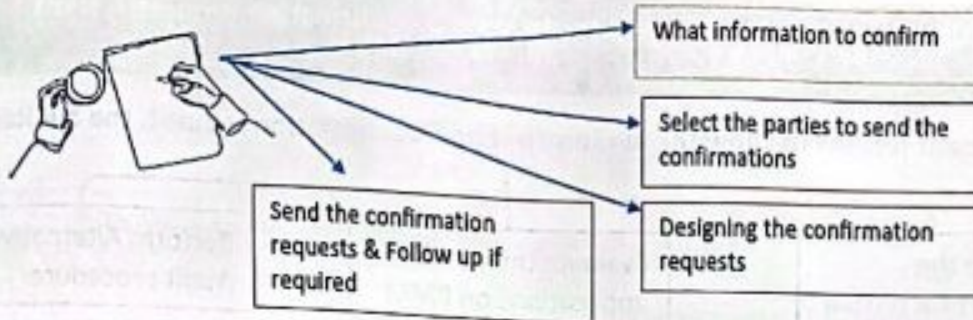 What information to confirm
Select the parties to send the
confirmations
Designing the confirmation
requests
Send the confirmation
requests & Follow up if
required